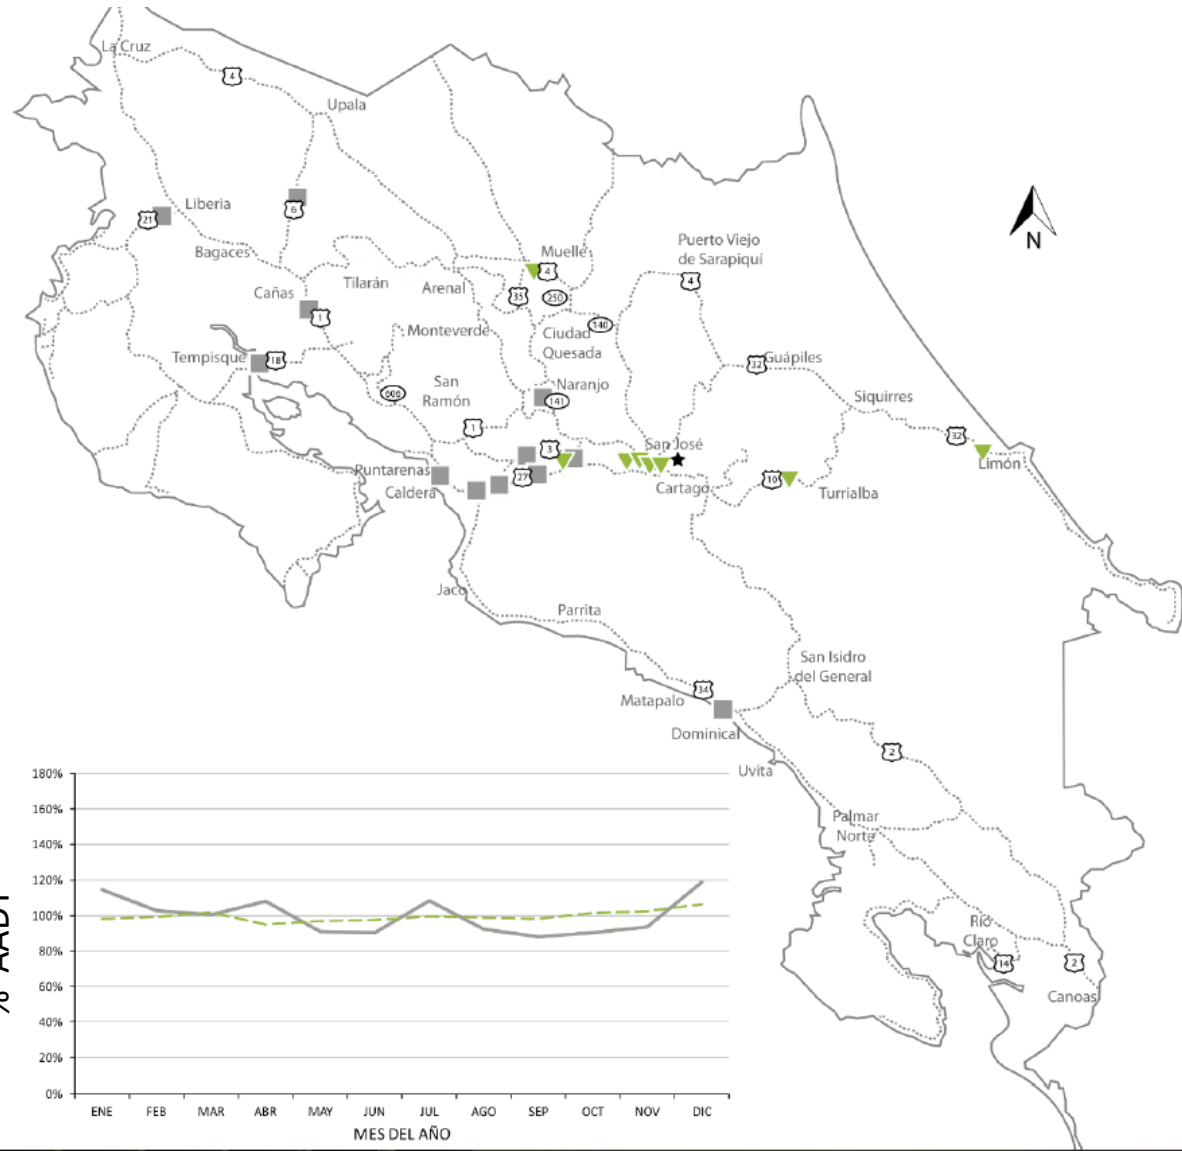 La Cruz
4
Upala
Liberia
21
6
Bagaces
Muelle
4
Puerto Viejo
de Sarapiquí
4
Tilarán
Arenal
Cañas
35
250
1
140
Monteverde
Ciudad
Quesada
Tempisque
18
32
Guápiles
San
Ramón
Naranjo
606
141
Siquirres
1
32
3
San José
Puntarenas
Limón
27
10
Caldera
Cartago
Turrialba
Jaco
Parrita
San Isidro
del General
34
Matapalo
Dominical
2
Uvita
Palmar
Norte
Río
Claro
14
2
Canoas
N
180%
160%
140%
120%
100%
80%
60%
40%
20%
0%
% AADT
ENE FEB MAR ABR MAY JUN JUL AGO SEP OCT NOV DIC
MES DEL AÑO